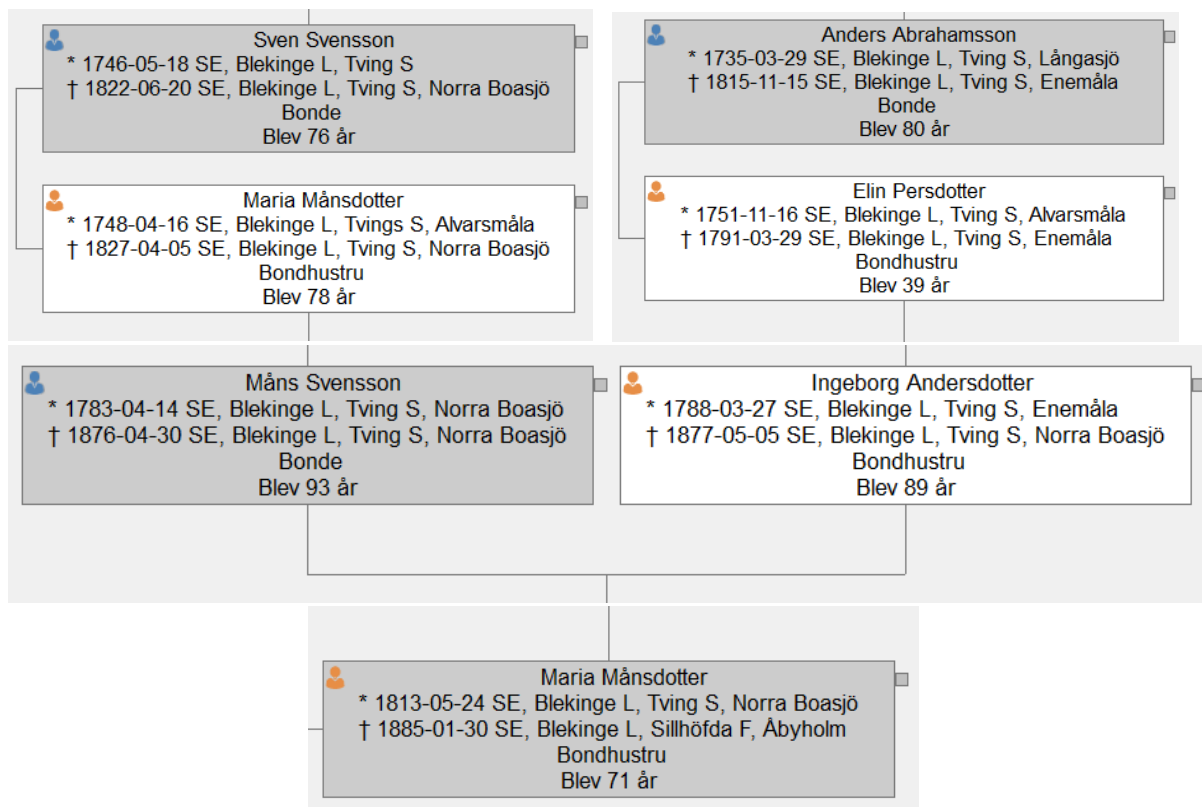 Sven Svensson
* 1746-05-18 SE, Blekinge L, Tving S
† 1822-06-20 SE, Blekinge L, Tving S, Norra Boasjö
Bonde
Blev 76 år
Maria Månsdotter
* 1748-04-16 SE, Blekinge L, Tvings S, Alvarsmåla
† 1827-04-05 SE, Blekinge L, Tving S, Norra Boasjö
Bondhustru
Blev 78 år
Anders Abrahamsson
* 1735-03-29 SE, Blekinge L, Tving S, Långasjö
† 1815-11-15 SE, Blekinge L, Tving S, Enemåla
Bonde
Blev 80 år
Elin Persdotter
* 1751-11-16 SE, Blekinge L, Tving S, Alvarsmåla
† 1791-03-29 SE, Blekinge L, Tving S, Enemåla
Bondhustru
Blev 39 år
Måns Svensson
* 1783-04-14 SE, Blekinge L, Tving S, Norra Boasjö
† 1876-04-30 SE, Blekinge L, Tving S, Norra Boasjö
Bonde
Blev 93 år
Ingeborg Andersdotter
* 1788-03-27 SE, Blekinge L, Tving S, Enemåla
† 1877-05-05 SE, Blekinge L, Tving S, Norra Boasjö
Bondhustru
Blev 89 år
Maria Månsdotter
* 1813-05-24 SE, Blekinge L, Tving S, Norra Boasjö
† 1885-01-30 SE, Blekinge L, Sillhöfda F, Åbyholm
Bondhustru
Blev 71 år